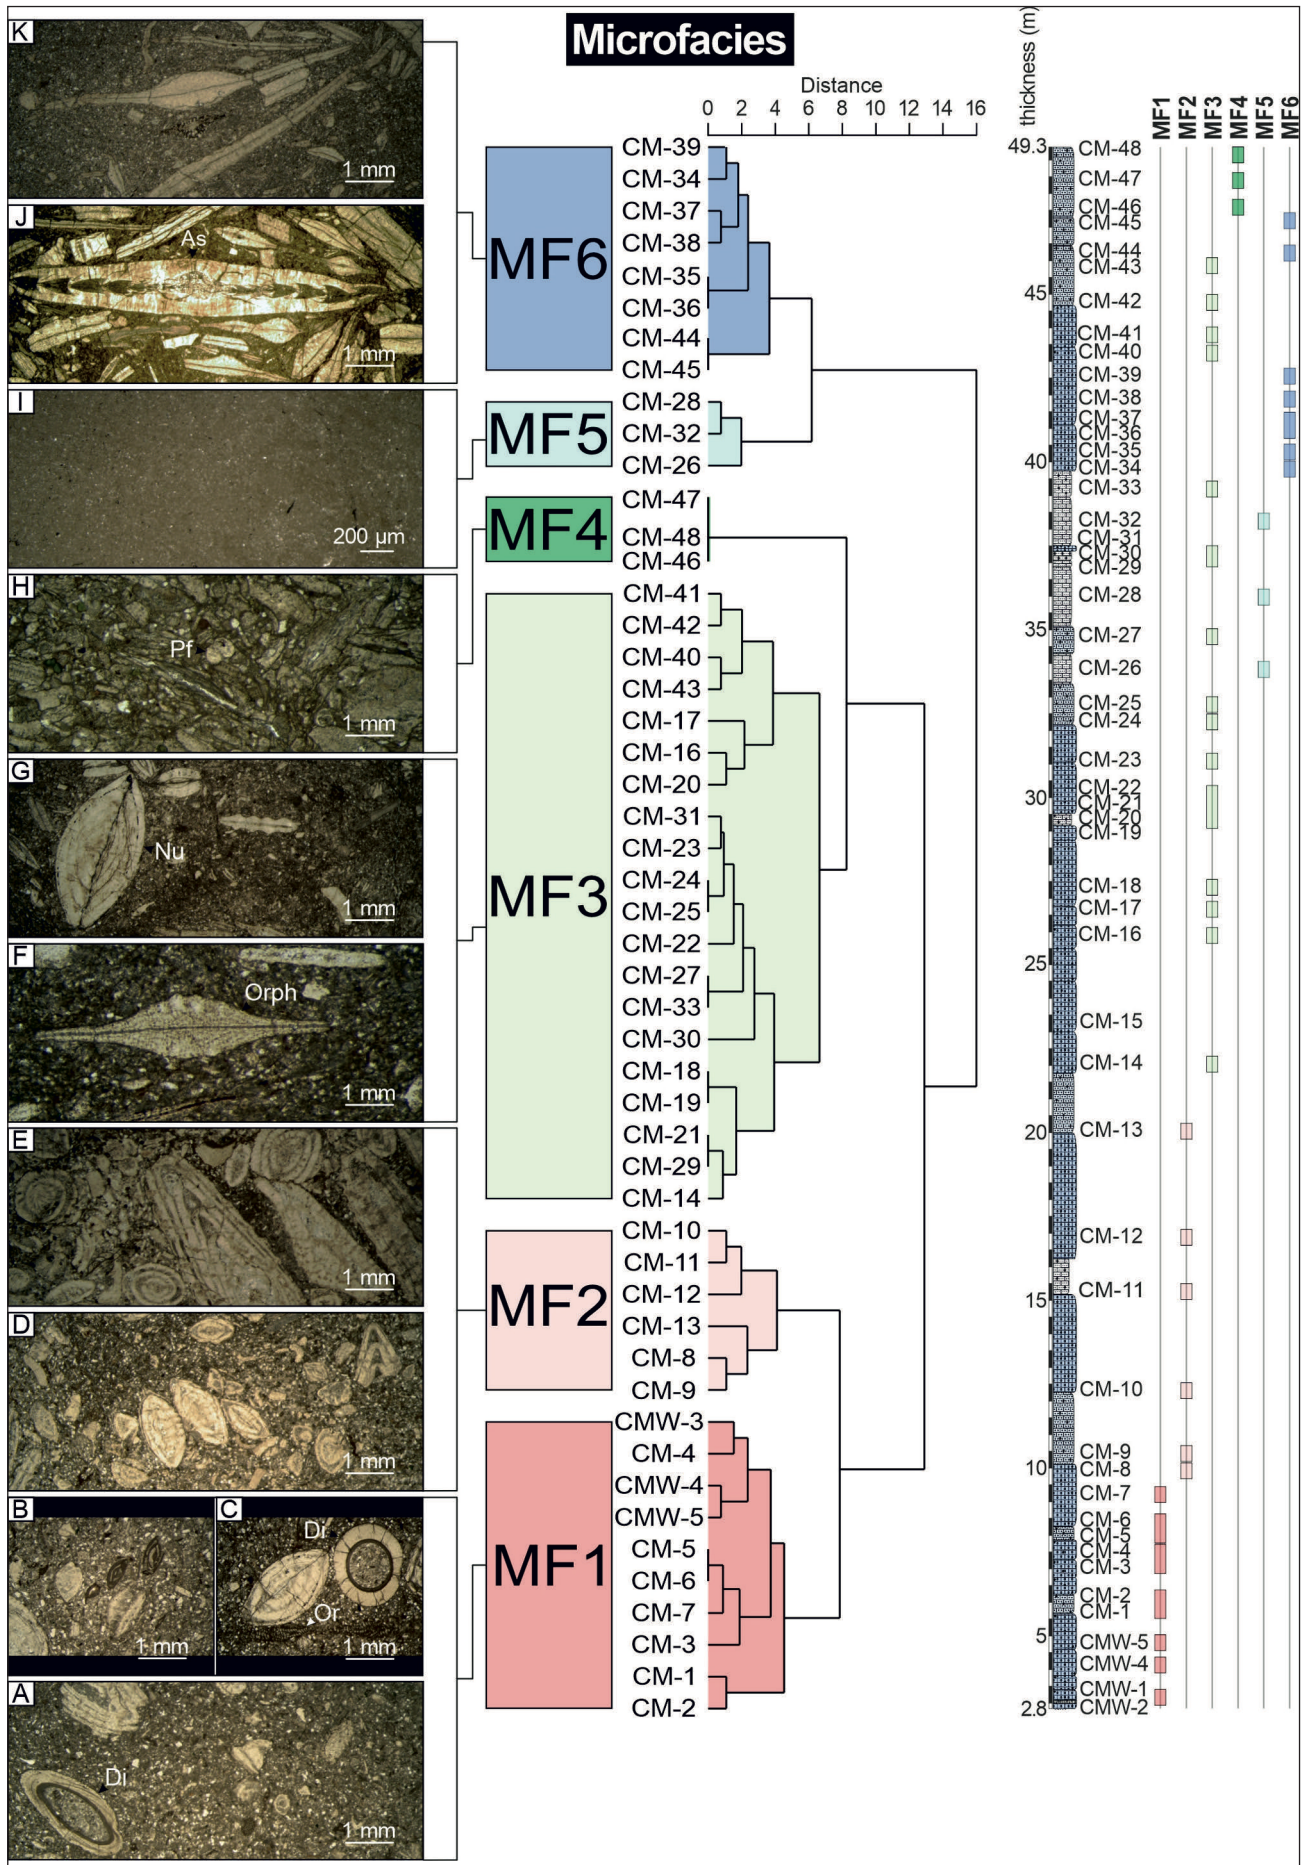 Microfacies
K
1 mm
J
As
1 mm
I
200 µm
H
Pf
1 mm
G
Nu
1 mm
F
Orph
1 mm
E
1 mm
D
1 mm
B
1 mm
C
Di
Or
1 mm
A
Di
1 mm
MF6
MF5
MF4
MF3
MF2
MF1
Distance
0 2 4 6 8 10 12 14 16
CM-39
CM-34
CM-37
CM-38
CM-35
CM-36
CM-44
CM-45
CM-28
CM-32
CM-26
CM-47
CM-48
CM-46
CM-41
CM-42
CM-40
CM-43
CM-17
CM-16
CM-20
CM-31
CM-23
CM-24
CM-25
CM-22
CM-27
CM-33
CM-30
CM-18
CM-19
CM-21
CM-29
CM-14
CM-10
CM-11
CM-12
CM-13
CM-8
CM-9
CMW-3
CM-4
CMW-4
CMW-5
CM-5
CM-6
CM-7
CM-3
CM-1
CM-2
thickness (m)
49.3
45
40
35
30
25
20
15
10
5
2.8
MF1
MF2
MF3
MF4
MF5
MF6
CM-48
CM-47
CM-46
CM-45
CM-44
CM-43
CM-42
CM-41
CM-40
CM-39
CM-38
CM-37
CM-36
CM-35
CM-34
CM-33
CM-32
CM-31
CM-30
CM-29
CM-28
CM-27
CM-26
CM-25
CM-24
CM-23
CM-22
CM-21
CM-20
CM-19
CM-18
CM-17
CM-16
CM-15
CM-14
CM-13
CM-12
CM-11
CM-10
CM-9
CM-8
CM-7
CM-6
CM-5
CM-4
CM-3
CM-2
CM-1
CMW-5
CMW-4
CMW-1
CMW-2